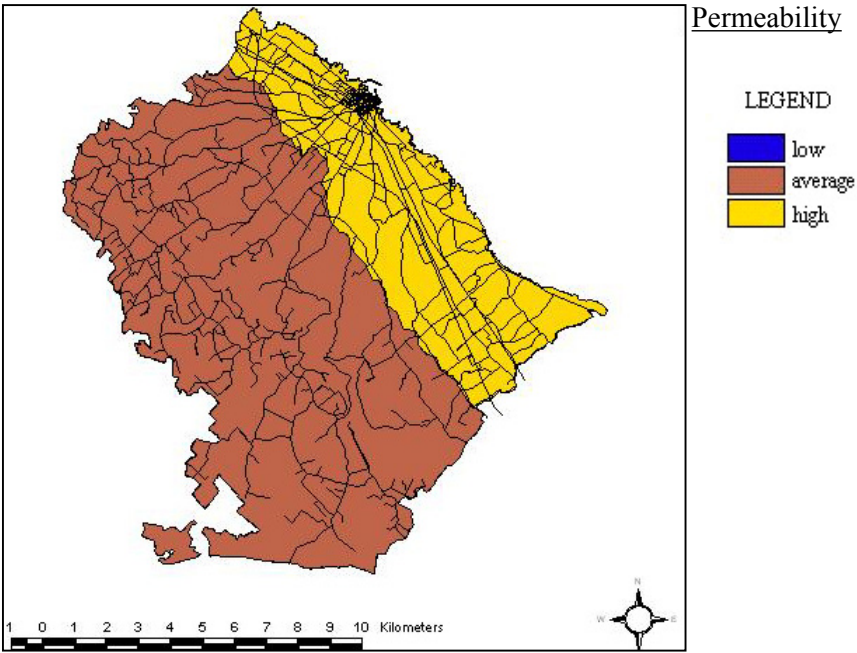 Permeability
LEGEND
low
average
high
N
W E
S
1 0 1 2 3 4 5 6 7 8 9 10 Kilometers